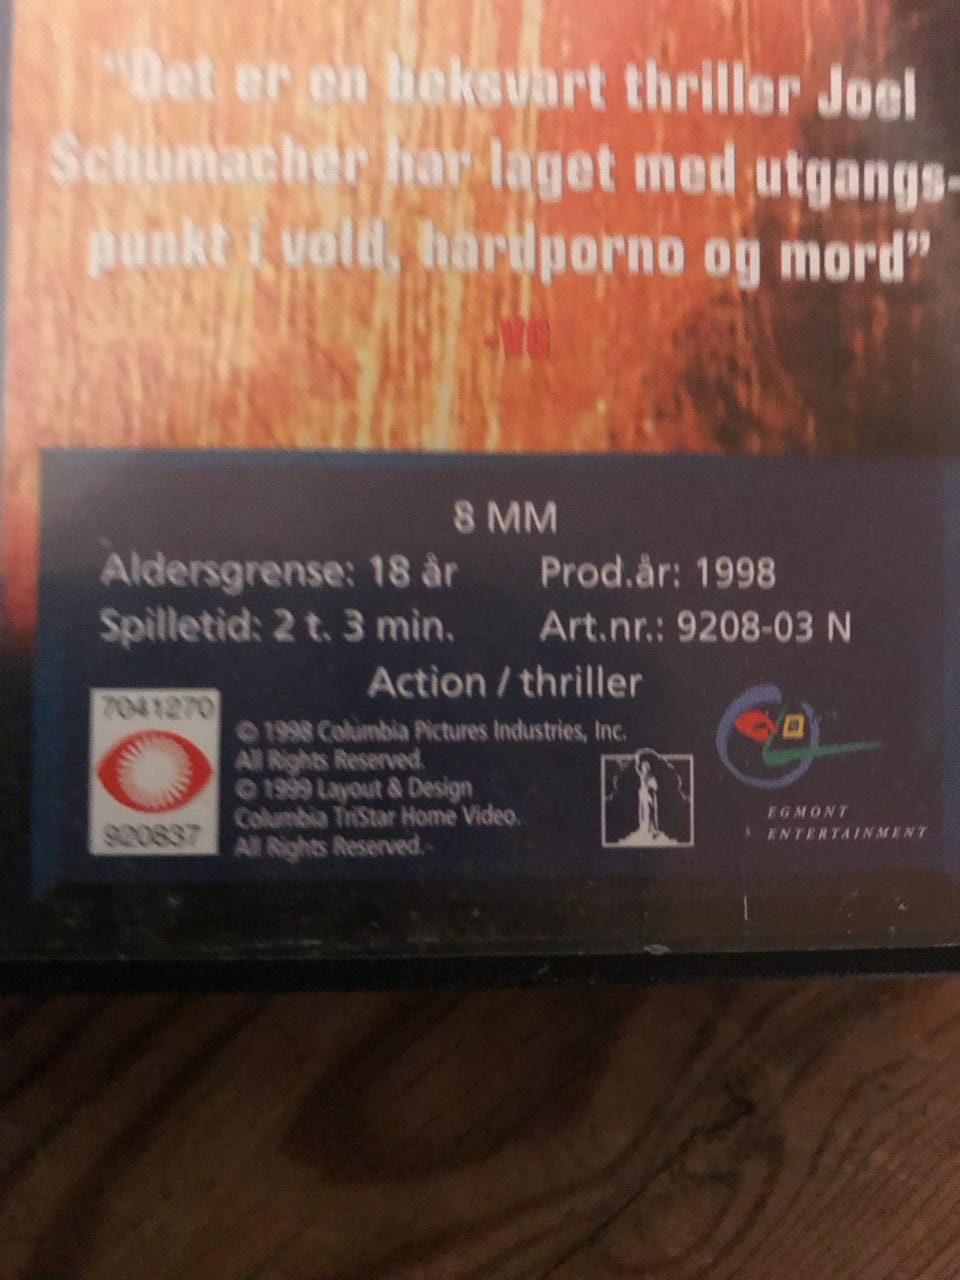 "Det er en beksvart thriller Joel
Schumacher har laget med utgangs-
punkt i vold, hardporno og mord"
-VG
8 MM
Aldersgrense: 18 år
Prod.år: 1998
Spilletid: 2 t. 3 min.
Art.nr.: 9208-03 N
Action / thriller
7041270
920837
© 1998 Columbia Pictures Industries, Inc.
All Rights Reserved.
© 1999 Layout & Design
Columbia TriStar Home Video.
All Rights Reserved.
EGMONT
ENTERTAINMENT